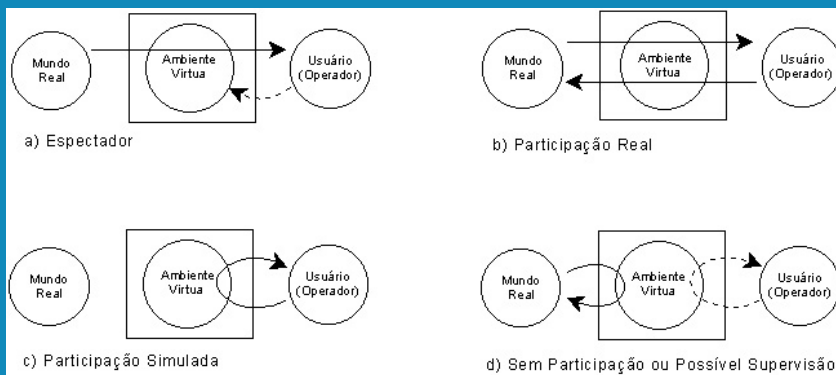 Mundo
Real
Ambiente
Virtua
Usuário
(Operador)
a) Espectador
Mundo
Real
Ambiente
Virtua
Usuário
(Operador)
b) Participação Real
Mundo
Real
Ambiente
Virtua
Usuário
(Operador)
c) Participação Simulada
Mundo
Real
Ambiente
Virtua
Usuário
(Operador)
d) Sem Participação ou Possível Supervisão